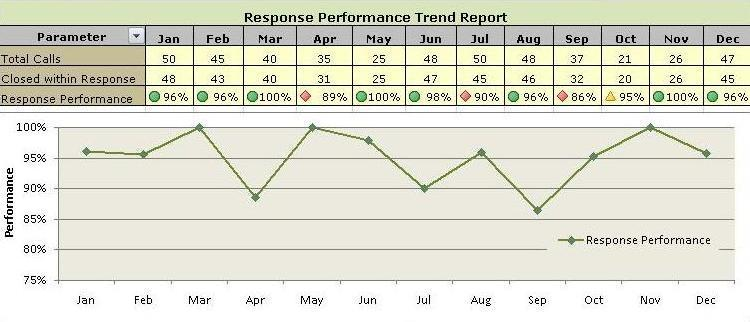 Response Performance Trend Report
Parameter Jan Feb Mar Apr May Jun Jul Aug Sep Oct Nov Dec
Total Calls 50 45 40 35 25 48 50 48 37 21 26 47
Closed within Response 48 43 40 31 25 47 45 46 32 20 26 45
Response Performance 96% 96% 100% 89% 100% 98% 90% 96% 86% 95% 100% 96%
100%
95%
90%
85%
80%
75%
Performance
Response Performance
Jan Feb Mar Apr May Jun Jul Aug Sep Oct Nov Dec